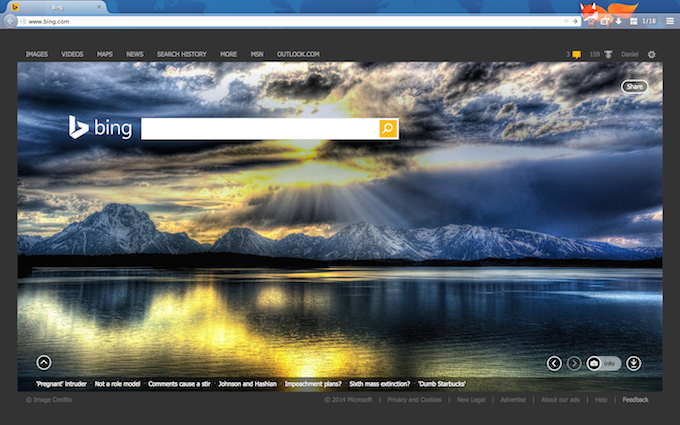 Bing
www.bing.com
1/18
IMAGES VIDEOS MAPS NEWS SEARCH HISTORY MORE MSN OUTLOOK.COM 3 159 Daniel
Share
bing
info
'Pregnant' intruder · Not a role model · Comments cause a stir · Johnson and Hashian · Impeachment plans? · Sixth mass extinction? · 'Dumb Starbucks'
© Image Credits © 2014 Microsoft | Privacy and Cookies | New Legal | Advertise | About our ads | Help | Feedback